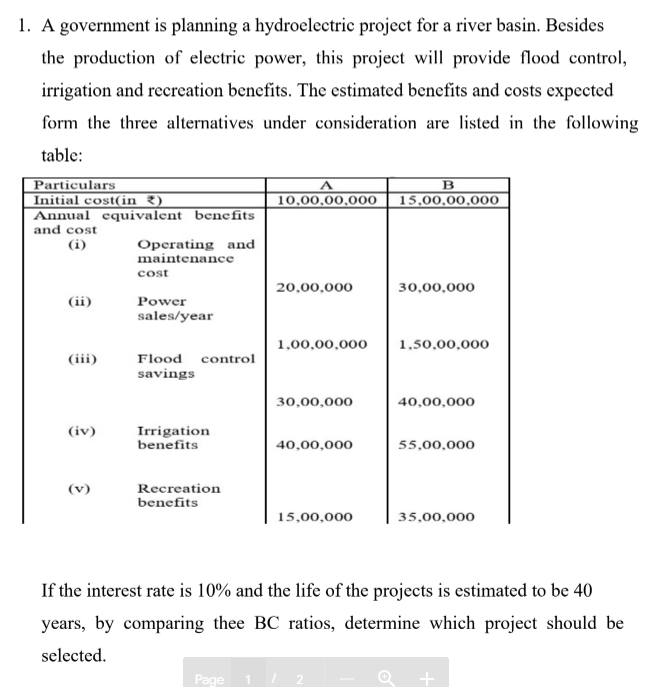 1. A government is planning a hydroelectric project for a river basin. Besides
the production of electric power, this project will provide flood control,
irrigation and recreation benefits. The estimated benefits and costs expected
form the three alternatives under consideration are listed in the following
table:
Particulars A B
Initial cost(in ₹) 10,00,00,000 15,00,00,000
Annual equivalent benefits
and cost
(i) Operating and
maintenance
cost
20,00,000 30,00,000
(ii) Power
sales/year
1,00,00,000 1,50,00,000
(iii) Flood control
savings
30,00,000 40,00,000
(iv) Irrigation
benefits
40,00,000 55,00,000
(v) Recreation
benefits
15,00,000 35,00,000
If the interest rate is 10% and the life of the projects is estimated to be 40
years, by comparing thee BC ratios, determine which project should be
selected.
Page 1 / 2